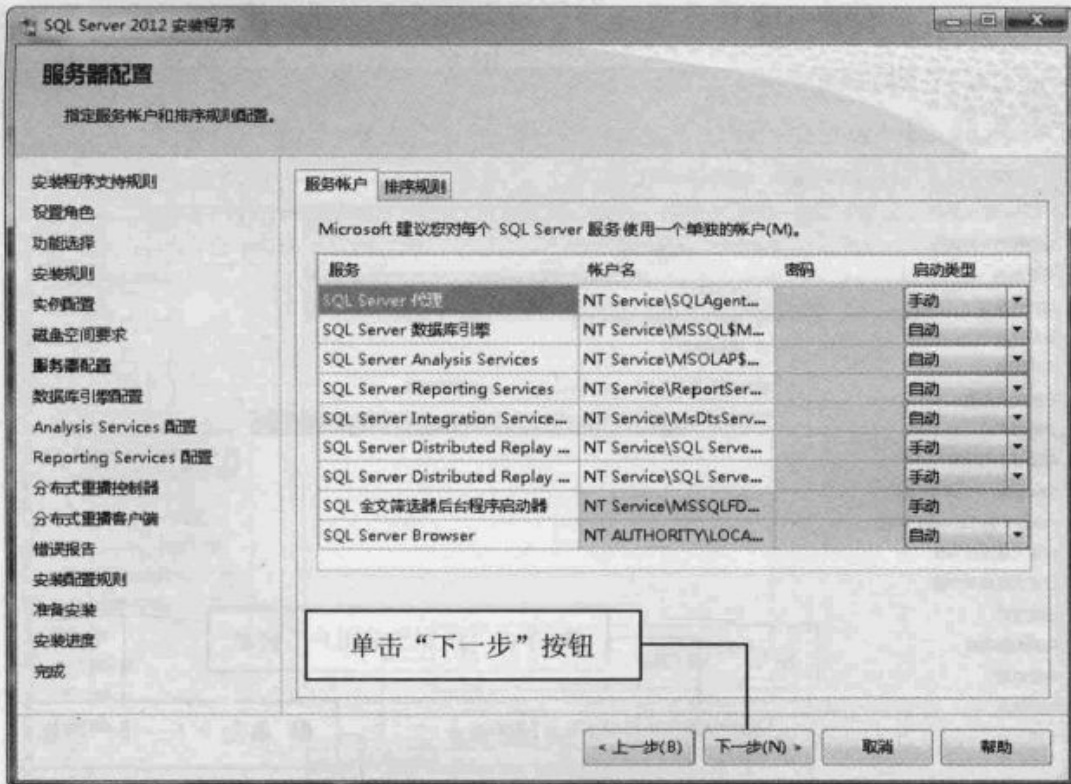 SQL Server 2012 安装程序
服务器配置
指定服务帐户和排序规则配置。
安装程序支持规则
设置角色
功能选择
安装规则
实例配置
磁盘空间要求
服务器配置
数据库引擎配置
Analysis Services 配置
Reporting Services 配置
分布式重播控制器
分布式重播客户端
错误报告
安装配置规则
准备安装
安装进度
完成
服务帐户 排序规则
Microsoft 建议您对每个 SQL Server 服务使用一个单独的帐户(M)。
服务 帐户名 密码 启动类型
SQL Server 代理 NT Service\SQLAgent... 手动
SQL Server 数据库引擎 NT Service\MSSQL$M... 自动
SQL Server Analysis Services NT Service\MSOLAP$... 自动
SQL Server Reporting Services NT Service\ReportSer... 自动
SQL Server Integration Service... NT Service\MsDtsServ... 自动
SQL Server Distributed Replay ... NT Service\SQL Serve... 手动
SQL Server Distributed Replay ... NT Service\SQL Serve... 手动
SQL 全文筛选器后台程序启动器 NT Service\MSSQLFD... 手动
SQL Server Browser NT AUTHORITY\LOCA... 自动
单击“下一步”按钮
< 上一步(B) 下一步(N) > 取消 帮助